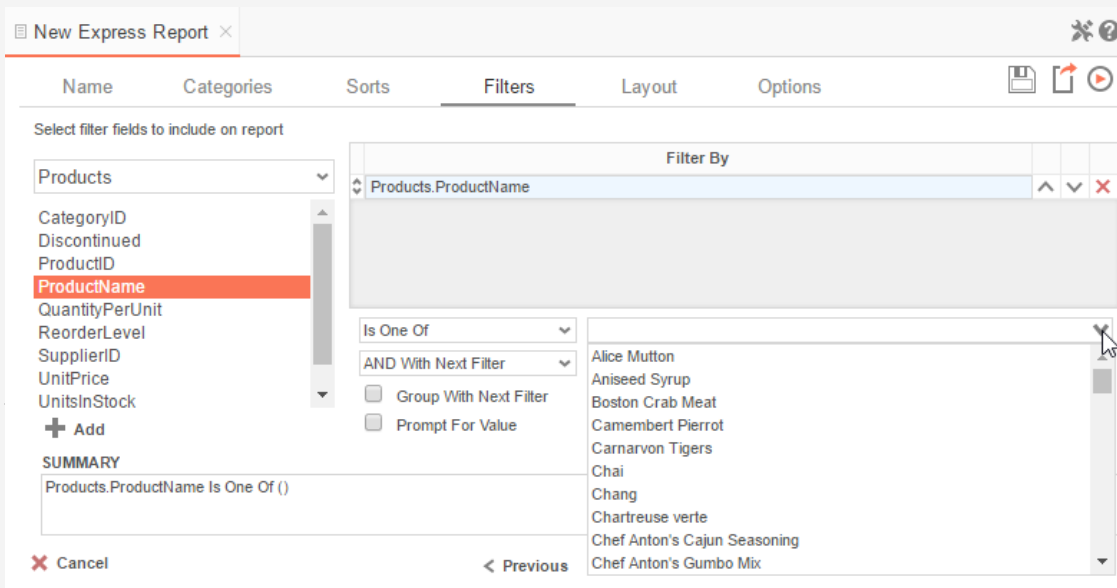 New Express Report
Name Categories Sorts Filters Layout Options
Select filter fields to include on report
Products
CategoryID
Discontinued
ProductID
ProductName
QuantityPerUnit
ReorderLevel
SupplierID
UnitPrice
UnitsInStock
Add
Filter By
Products.ProductName
Is One Of
AND With Next Filter
Group With Next Filter
Prompt For Value
Alice Mutton
Aniseed Syrup
Boston Crab Meat
Camembert Pierrot
Carnarvon Tigers
Chai
Chang
Chartreuse verte
Chef Anton's Cajun Seasoning
Chef Anton's Gumbo Mix
SUMMARY
Products.ProductName Is One Of ()
Cancel
< Previous